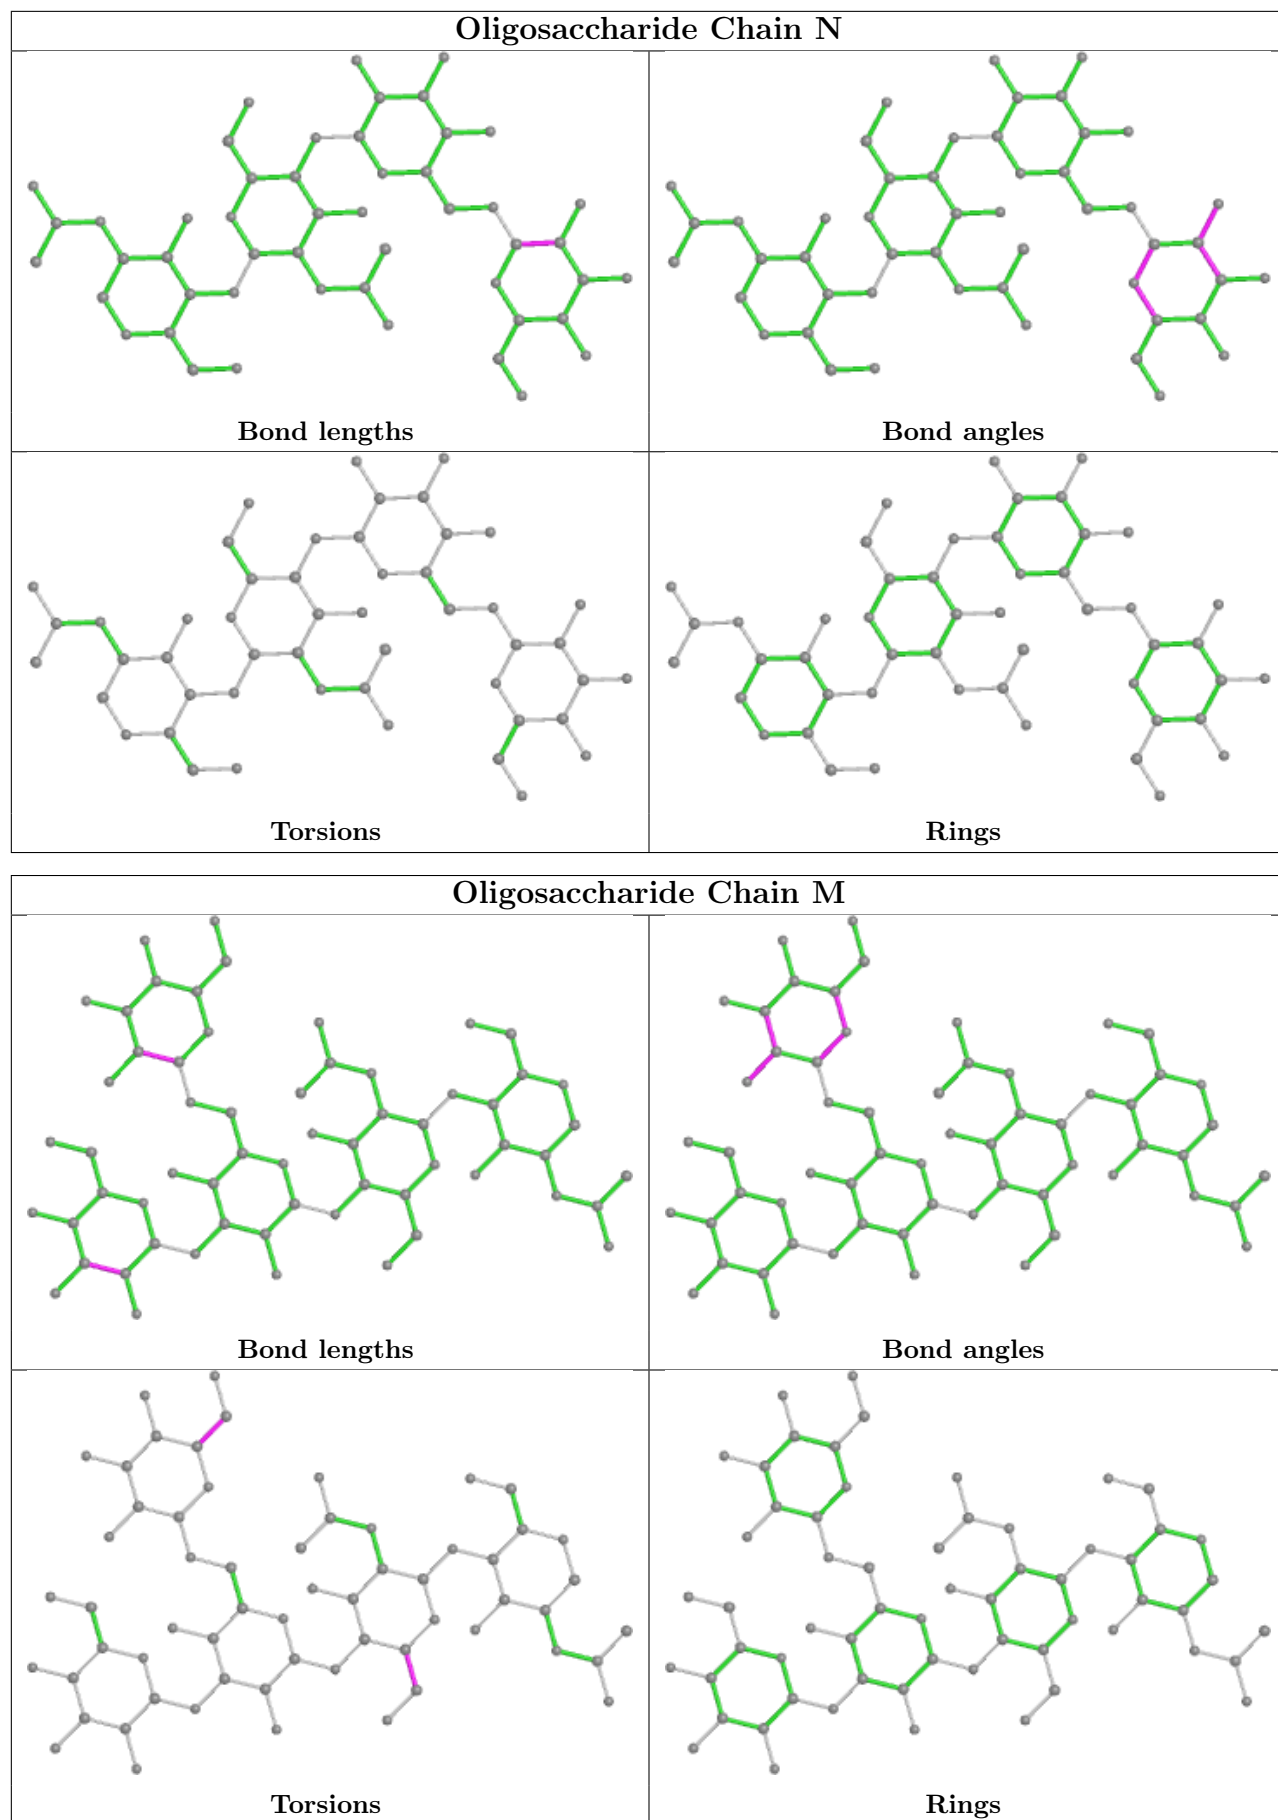 Oligosaccharide Chain N
Bond lengths
Bond angles
Torsions
Rings
Oligosaccharide Chain M
Bond lengths
Bond angles
Torsions
Rings